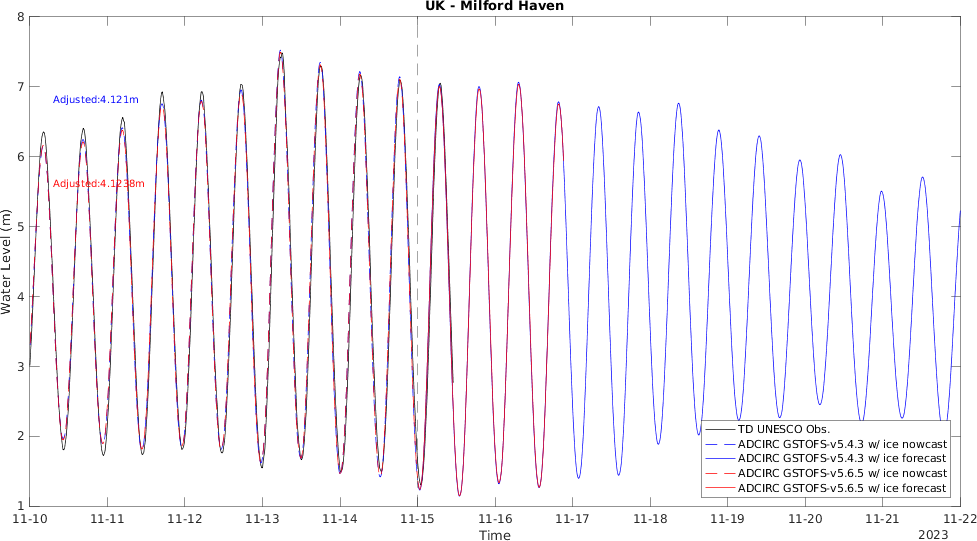 UK - Milford Haven
8
7
6
5
4
3
2
1
Water Level (m)
Adjusted:4.121m
Adjusted:4.1238m
TD UNESCO Obs.
ADCIRC GSTOFS-v5.4.3 w/ ice nowcast
ADCIRC GSTOFS-v5.4.3 w/ ice forecast
ADCIRC GSTOFS-v5.6.5 w/ ice nowcast
ADCIRC GSTOFS-v5.6.5 w/ ice forecast
11-10 11-11 11-12 11-13 11-14 11-15 11-16 11-17 11-18 11-19 11-20 11-21 11-22
Time
2023